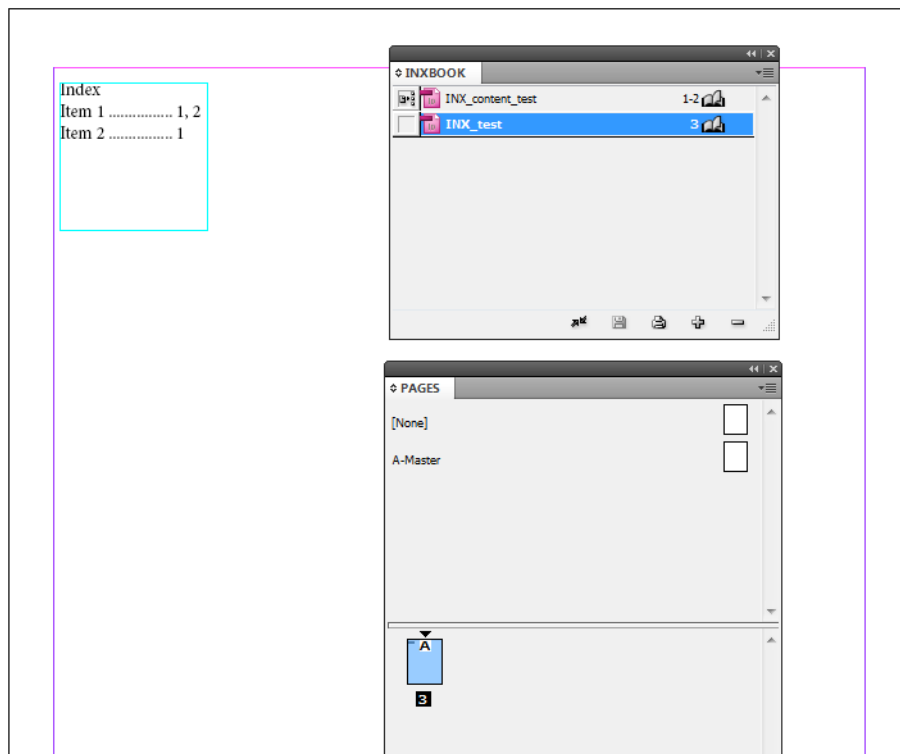 Index
Item 1 ................ 1, 2
Item 2 ................ 1
INXBOOK
INX_content_test 1-2
INX_test 3
PAGES
[None]
A-Master
A
3